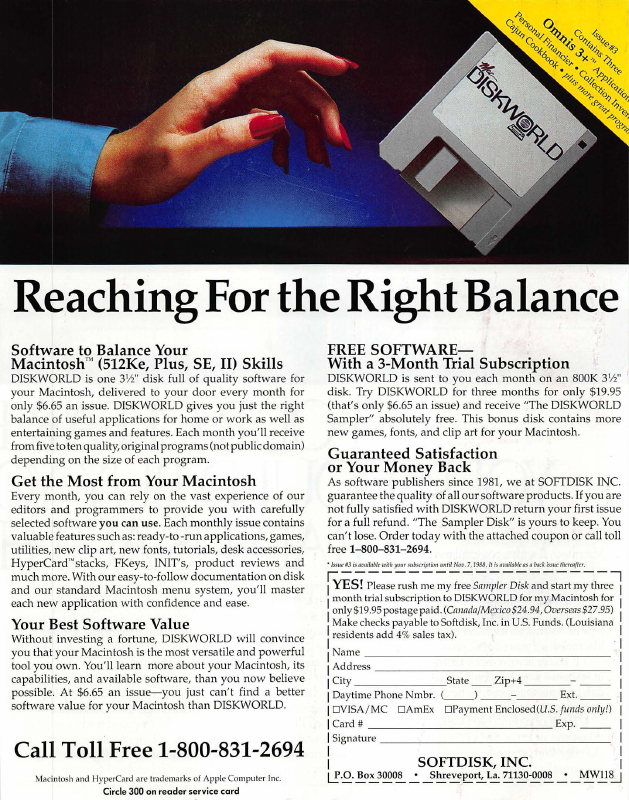 Issue #3
Contains Three
Omnis 3+™ Application
Personal Financier • Collection Inven
Cajun Cookbook • plus more great progra
The
DISKWORLD
Reaching For the Right Balance
Software to Balance Your
Macintosh™ (512Ke, Plus, SE, II) Skills
DISKWORLD is one 3½" disk full of quality software for
your Macintosh, delivered to your door every month for
only $6.65 an issue. DISKWORLD gives you just the right
balance of useful applications for home or work as well as
entertaining games and features. Each month you'll receive
from five to ten quality, original programs (not public domain)
depending on the size of each program.
Get the Most from Your Macintosh
Every month, you can rely on the vast experience of our
editors and programmers to provide you with carefully
selected software you can use. Each monthly issue contains
valuable features such as: ready-to-run applications, games,
utilities, new clip art, new fonts, tutorials, desk accessories,
HyperCard™ stacks, FKeys, INIT's, product reviews and
much more. With our easy-to-follow documentation on disk
and our standard Macintosh menu system, you'll master
each new application with confidence and ease.
Your Best Software Value
Without investing a fortune, DISKWORLD will convince
you that your Macintosh is the most versatile and powerful
tool you own. You'll learn more about your Macintosh, its
capabilities, and available software, than you now believe
possible. At $6.65 an issue—you just can't find a better
software value for your Macintosh than DISKWORLD.
Call Toll Free 1-800-831-2694
Macintosh and HyperCard are trademarks of Apple Computer Inc.
Circle 300 on reader service card
FREE SOFTWARE—
With a 3-Month Trial Subscription
DISKWORLD is sent to you each month on an 800K 3½"
disk. Try DISKWORLD for three months for only $19.95
(that's only $6.65 an issue) and receive "The DISKWORLD
Sampler" absolutely free. This bonus disk contains more
new games, fonts, and clip art for your Macintosh.
Guaranteed Satisfaction
or Your Money Back
As software publishers since 1981, we at SOFTDISK INC.
guarantee the quality of all our software products. If you are
not fully satisfied with DISKWORLD return your first issue
for a full refund. "The Sampler Disk" is yours to keep. You
can't lose. Order today with the attached coupon or call toll
free 1–800–831–2694.
* Issue #3 is available with your subscription until Nov. 7, 1988. It is available as a back issue thereafter.
YES! Please rush me my free Sampler Disk and start my three
month trial subscription to DISKWORLD for my Macintosh for
only $19.95 postage paid. (Canada/Mexico $24.94, Overseas $27.95)
Make checks payable to Softdisk, Inc. in U.S. Funds. (Louisiana
residents add 4% sales tax).
Name
Address
City State Zip+4 –
Daytime Phone Nmbr. ( ) – Ext.
☐VISA/MC ☐AmEx ☐Payment Enclosed (U.S. funds only!)
Card # Exp.
Signature
SOFTDISK, INC.
P.O. Box 30008 • Shreveport, La. 71130-0008 • MW118